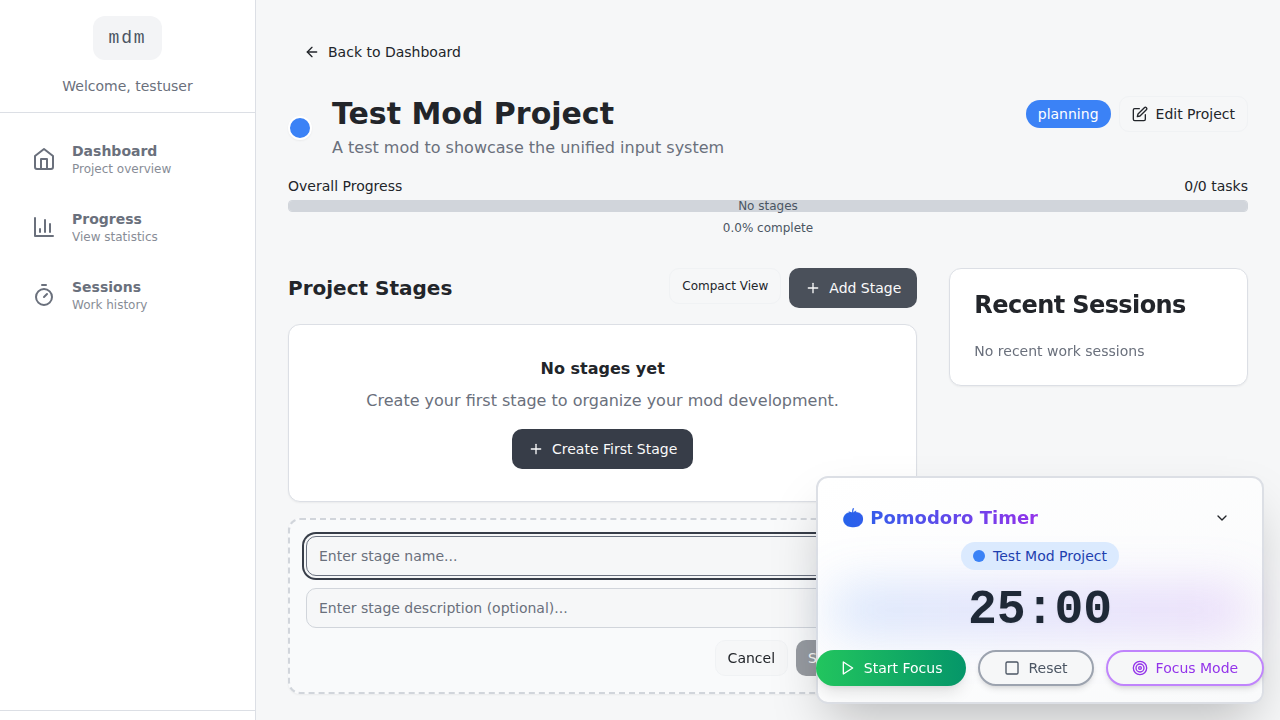 mdm
Welcome, testuser
Dashboard
Project overview
Progress
View statistics
Sessions
Work history
Back to Dashboard
Test Mod Project
A test mod to showcase the unified input system
planning
Edit Project
Overall Progress
0/0 tasks
No stages
0.0% complete
Project Stages
Compact View
Add Stage
No stages yet
Create your first stage to organize your mod development.
Create First Stage
Enter stage name...
Enter stage description (optional)...
Cancel
Recent Sessions
No recent work sessions
Pomodoro Timer
Test Mod Project
25:00
Start Focus
Reset
Focus Mode